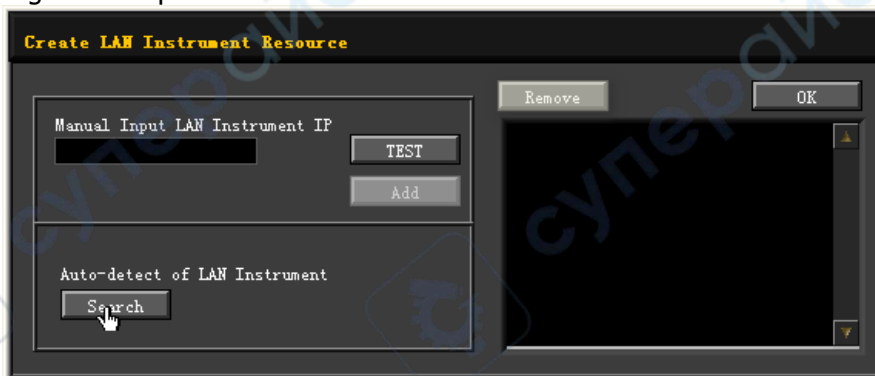 Create LAN Instrument Resource
Remove
OK
Manual Input LAN Instrument IP
TEST
Add
Auto-detect of LAN Instrument
Search
супер